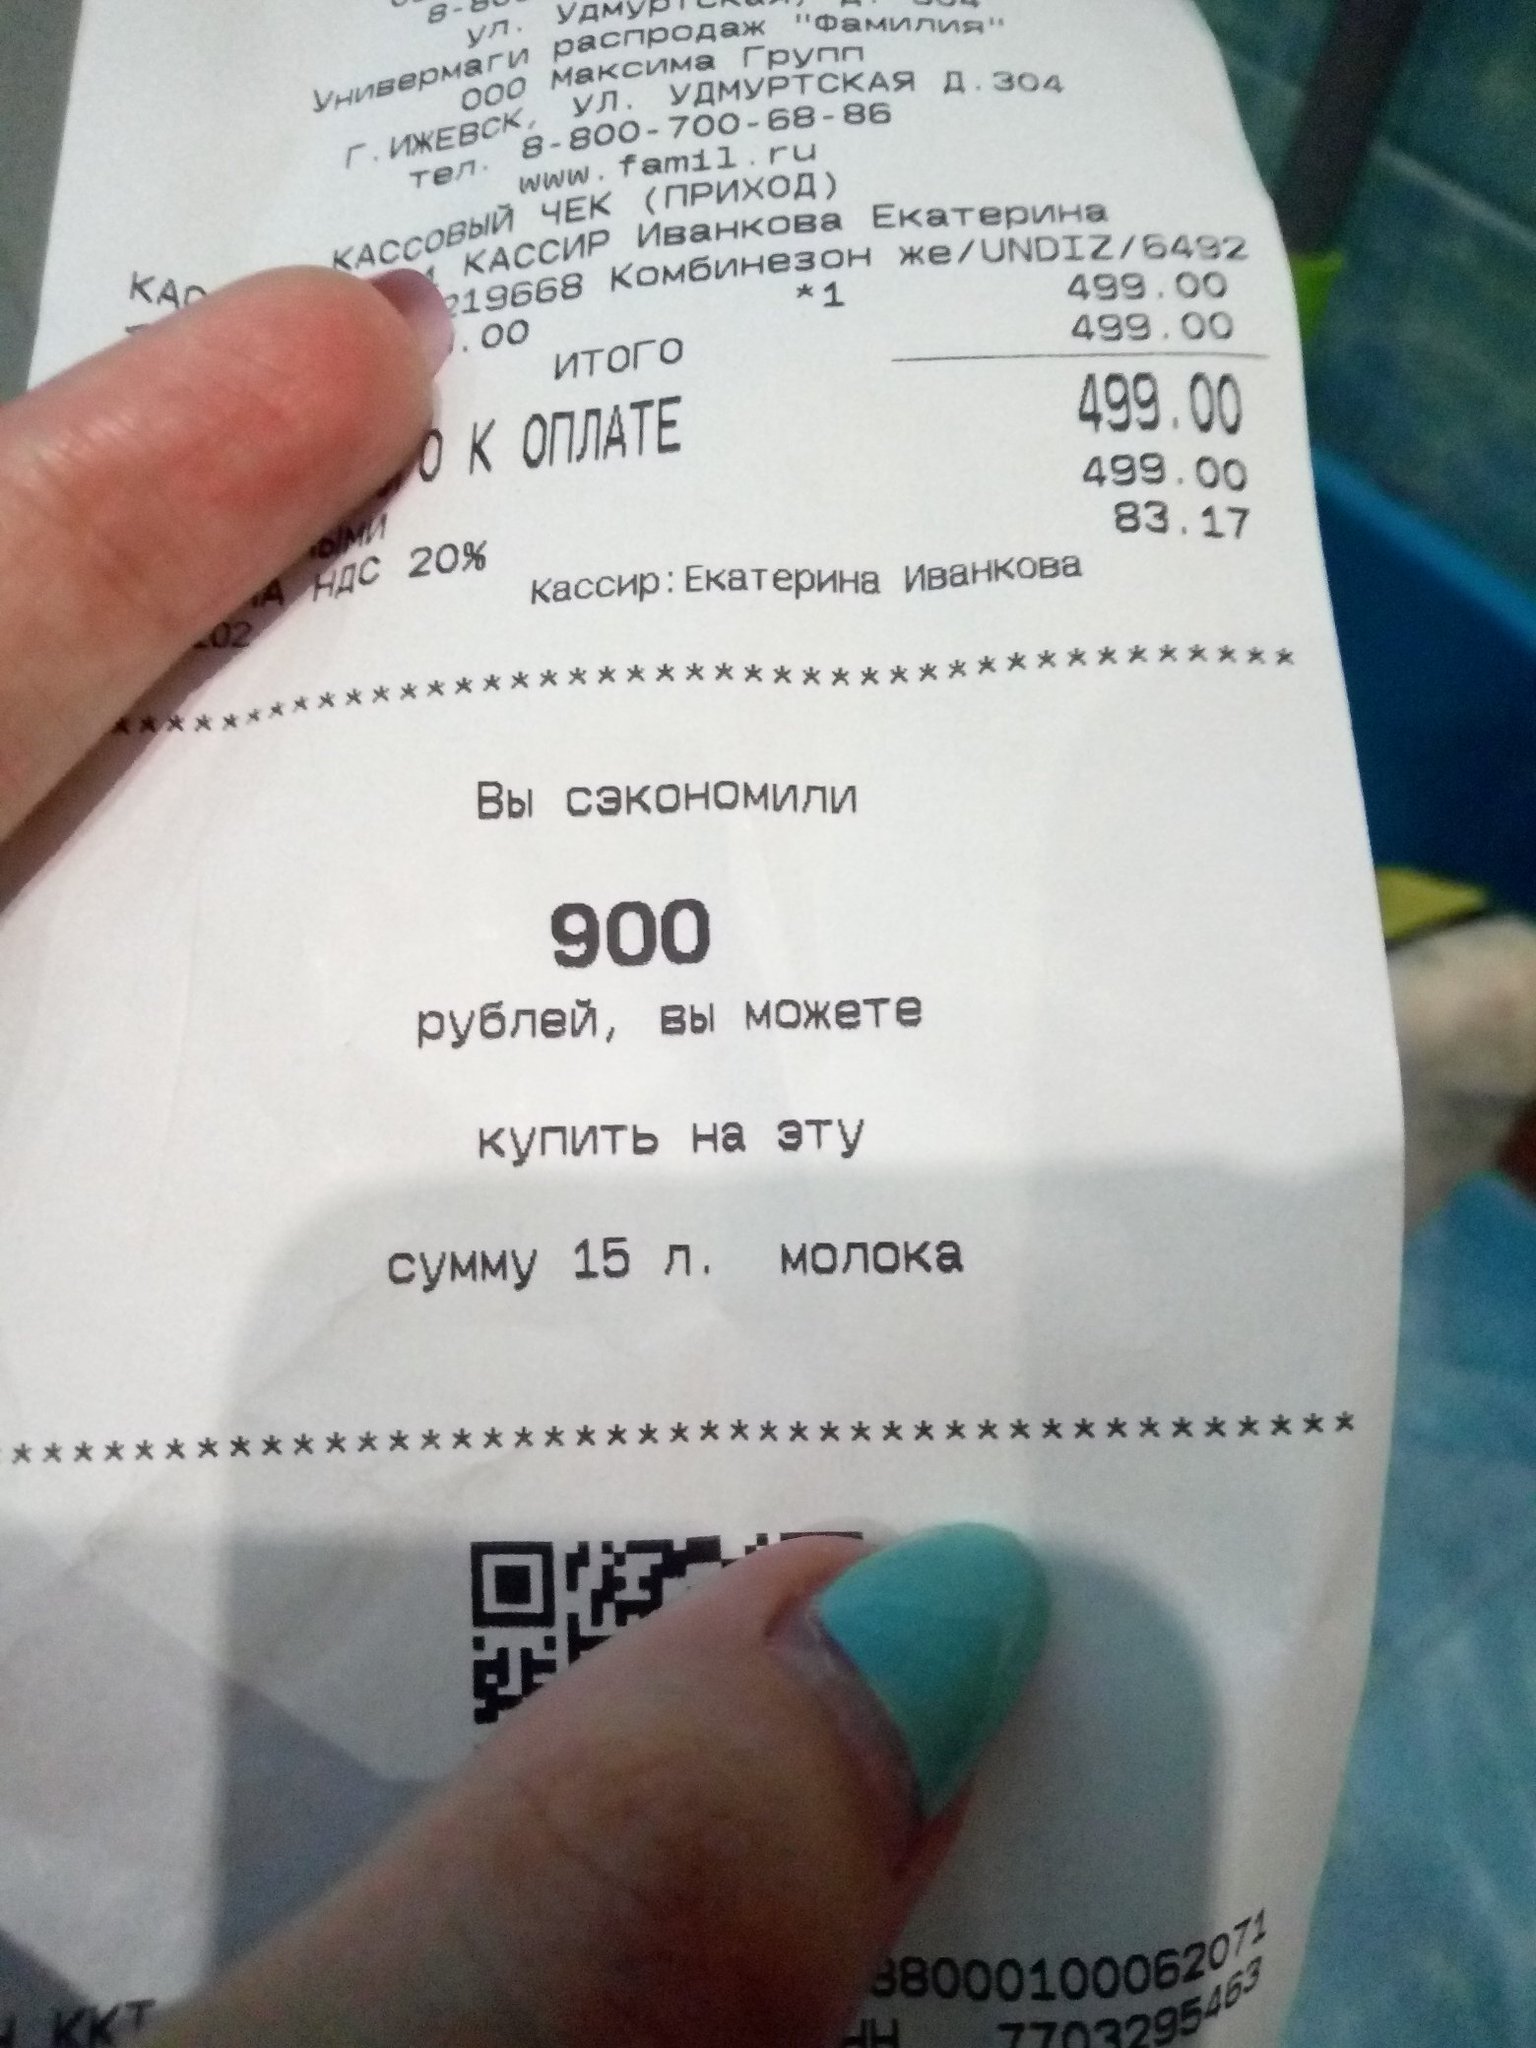 ул. Удмуртская, д. 304
Универмаги распродаж "Фамилия"
ООО Максима Групп
Г.ИЖЕВСК, УЛ. УДМУРТСКАЯ Д.304
тел. 8-800-700-68-86
www.famil.ru
КАССОВЫЙ ЧЕК (ПРИХОД)
КАССИР Иванкова Екатерина
219668 Комбинезон же/UNDIZ/6492
.00 *1 499.00
ИТОГО 499.00
К ОПЛАТЕ 499.00
499.00
НДС 20% 83.17
Кассир:Екатерина Иванкова
****************************************
Вы сэкономили
900
рублей, вы можете
купить на эту
сумму 15 л. молока
*******************************************
ККТ 88000100062071
7703295463